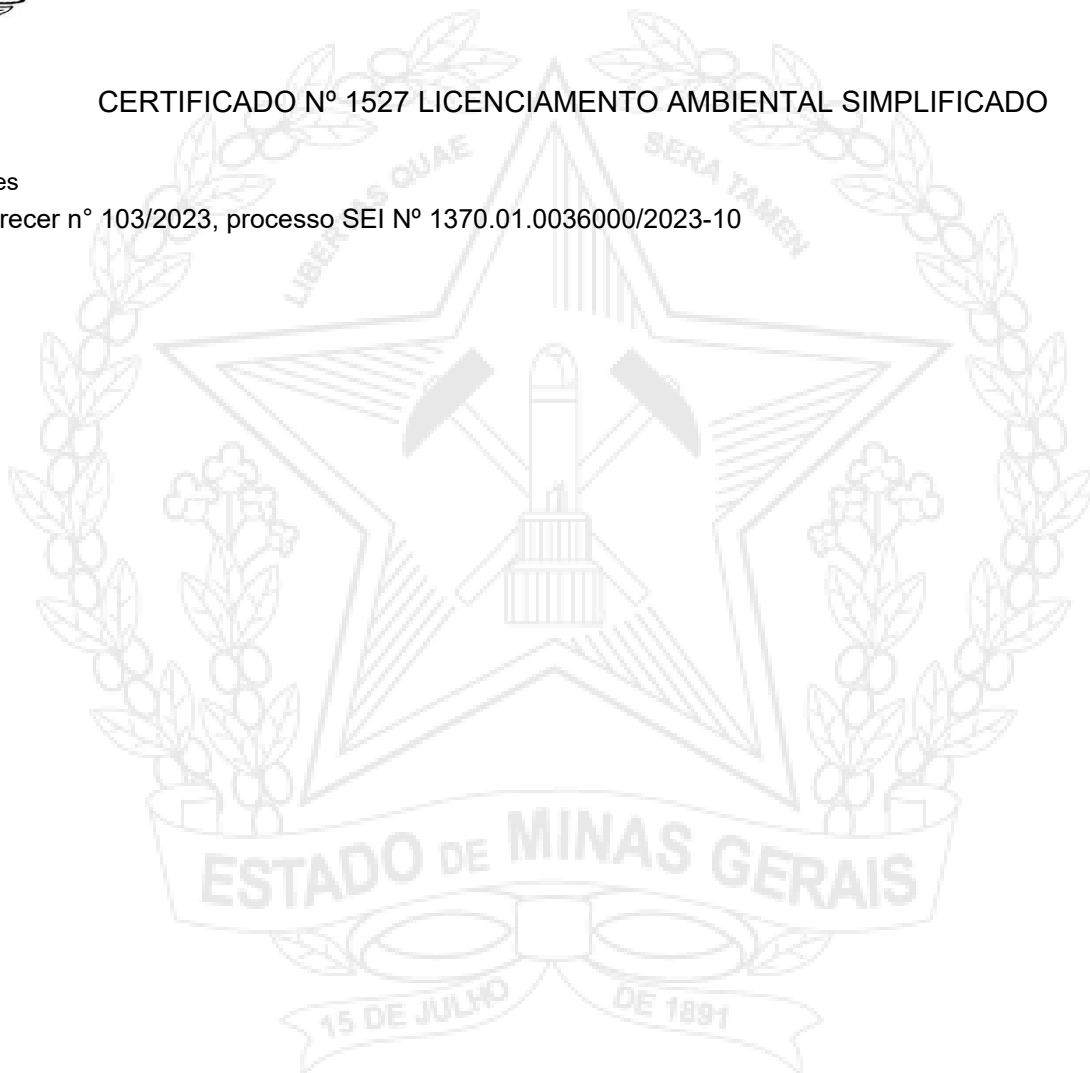 CERTIFICADO Nº 1527 LICENCIAMENTO AMBIENTAL SIMPLIFICADO
es
recer n° 103/2023, processo SEI Nº 1370.01.0036000/2023-10
LIBERTAS QUAE SERA TAMEN
ESTADO DE MINAS GERAIS
15 DE JULHO DE 1891